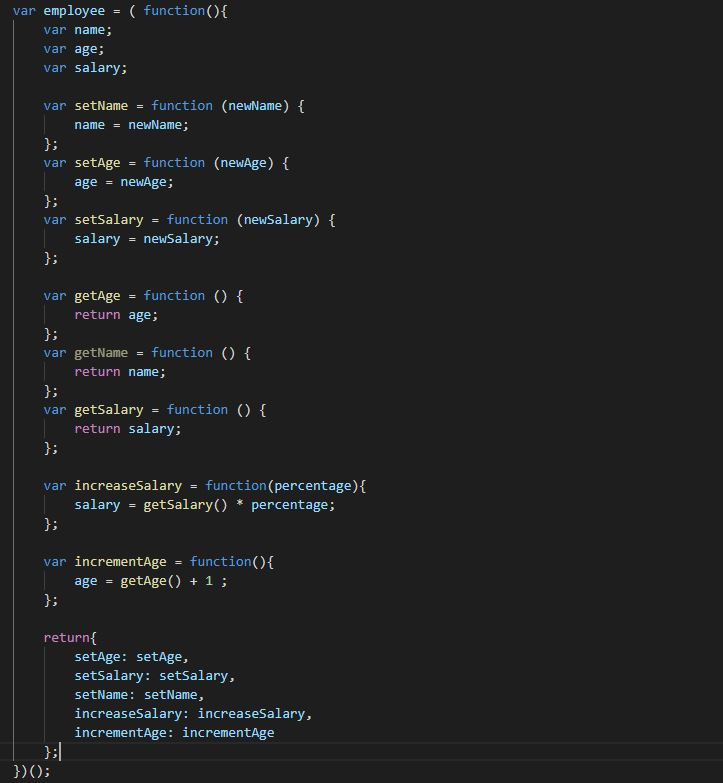 var employee = ( function(){
    var name;
    var age;
    var salary;

    var setName = function (newName) {
        name = newName;
    };
    var setAge = function (newAge) {
        age = newAge;
    };
    var setSalary = function (newSalary) {
        salary = newSalary;
    };

    var getAge = function () {
        return age;
    };
    var getName = function () {
        return name;
    };
    var getSalary = function () {
        return salary;
    };

    var increaseSalary = function(percentage){
        salary = getSalary() * percentage;
    };

    var incrementAge = function(){
        age = getAge() + 1 ;
    };

    return{
        setAge: setAge,
        setSalary: setSalary,
        setName: setName,
        increaseSalary: increaseSalary,
        incrementAge: incrementAge
    };
})();